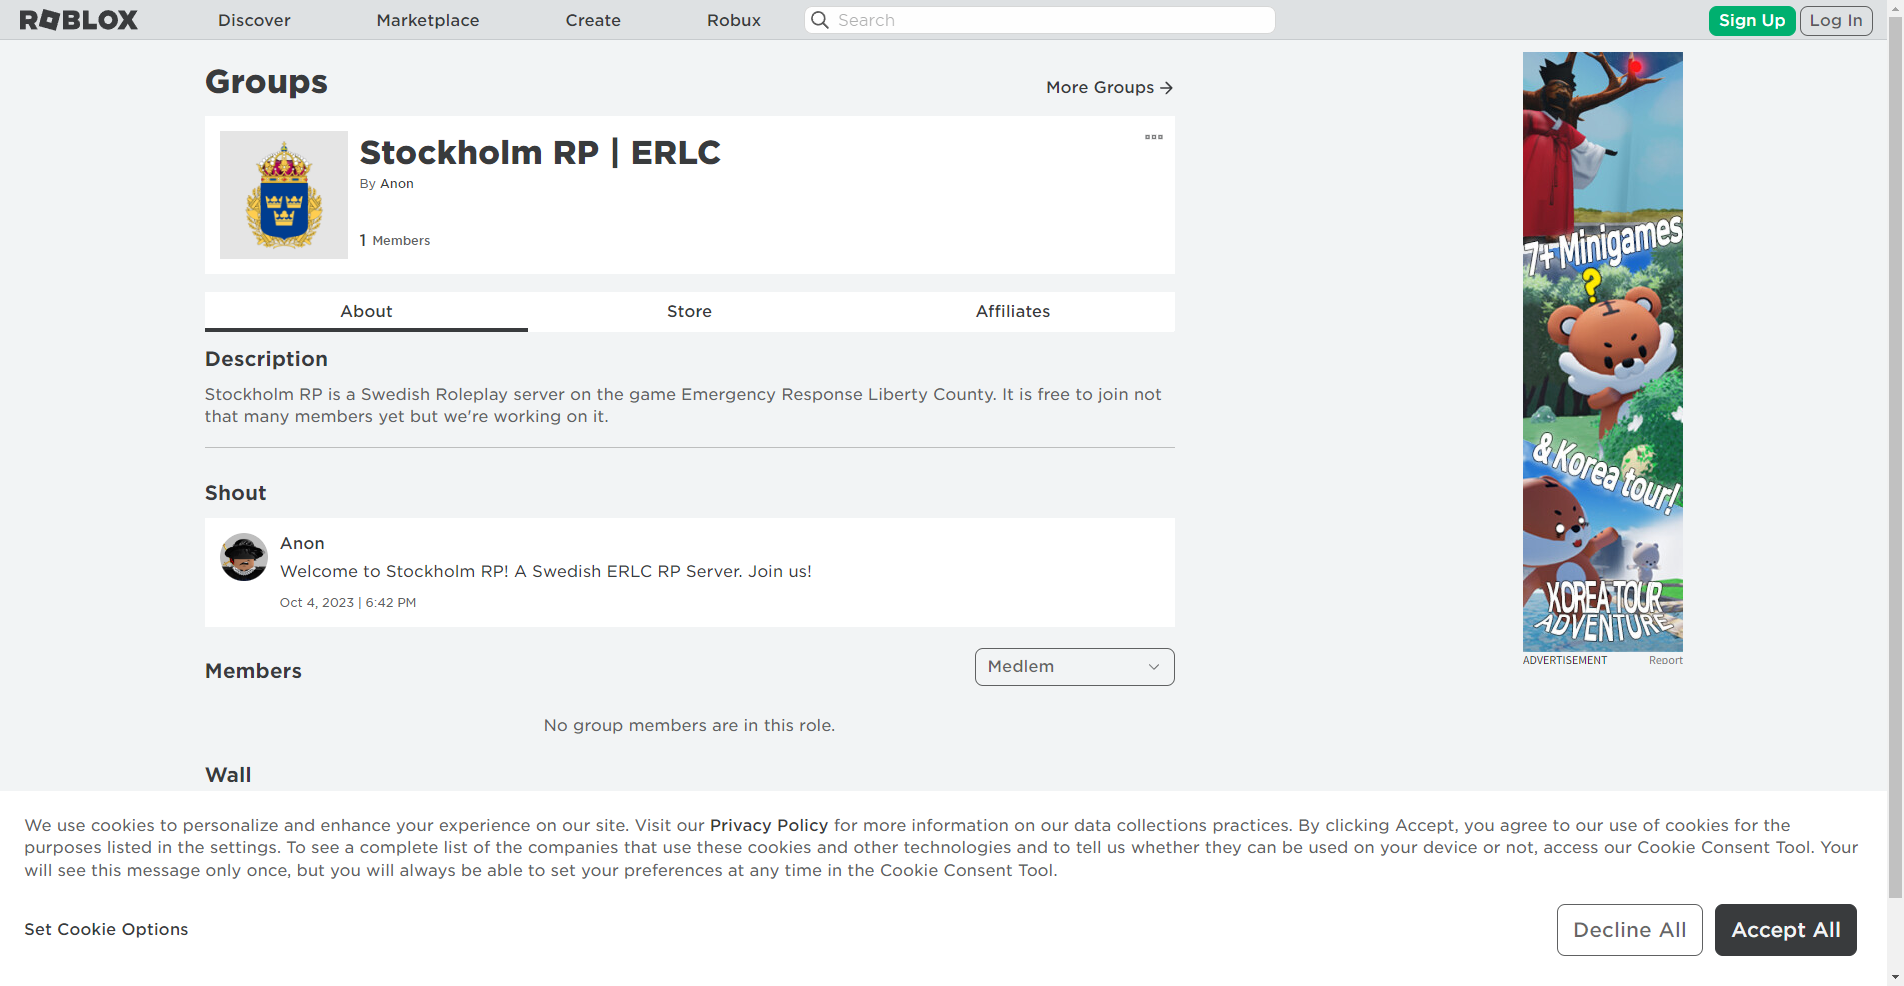 ROBLOX
Discover
Marketplace
Create
Robux
Search
Sign Up
Log In
Groups
More Groups
Stockholm RP | ERLC
By Anon
1 Members
About
Store
Affiliates
Description
Stockholm RP is a Swedish Roleplay server on the game Emergency Response Liberty County. It is free to join not
that many members yet but we're working on it.
Shout
Anon
Welcome to Stockholm RP! A Swedish ERLC RP Server. Join us!
Oct 4, 2023 | 6:42 PM
Members
Medlem
No group members are in this role.
Wall
7+ Minigames
?
& Korea tour!
KOREA TOUR
ADVENTURE
ADVERTISEMENT
Report
We use cookies to personalize and enhance your experience on our site. Visit our Privacy Policy for more information on our data collections practices. By clicking Accept, you agree to our use of cookies for the
purposes listed in the settings. To see a complete list of the companies that use these cookies and other technologies and to tell us whether they can be used on your device or not, access our Cookie Consent Tool. Your
will see this message only once, but you will always be able to set your preferences at any time in the Cookie Consent Tool.
Set Cookie Options
Decline All
Accept All